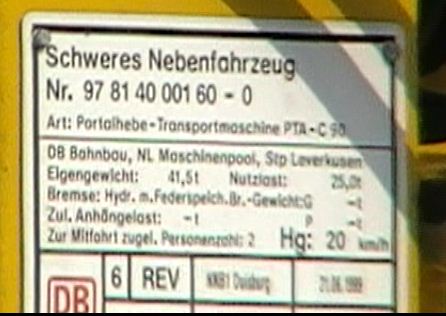 Schweres Nebenfahrzeug
Nr. 97 81 40 001 60 - 0
Art: Portalhebe-Transportmaschine PTA-C 90
DB Bahnbau, NL Maschinenpool, Stp Leverkusen
Eigengewicht: 41,5t Nutzlast: 25,0t
Bremse: Hydr. m.Federspeich.Br.-Gewicht:G -t
Zul. Anhängelast: -t P -t
Zur Mitfahrt zugel. Personenzahl: 2 Hg: 20 km/h
DB 6 REV Duisburg